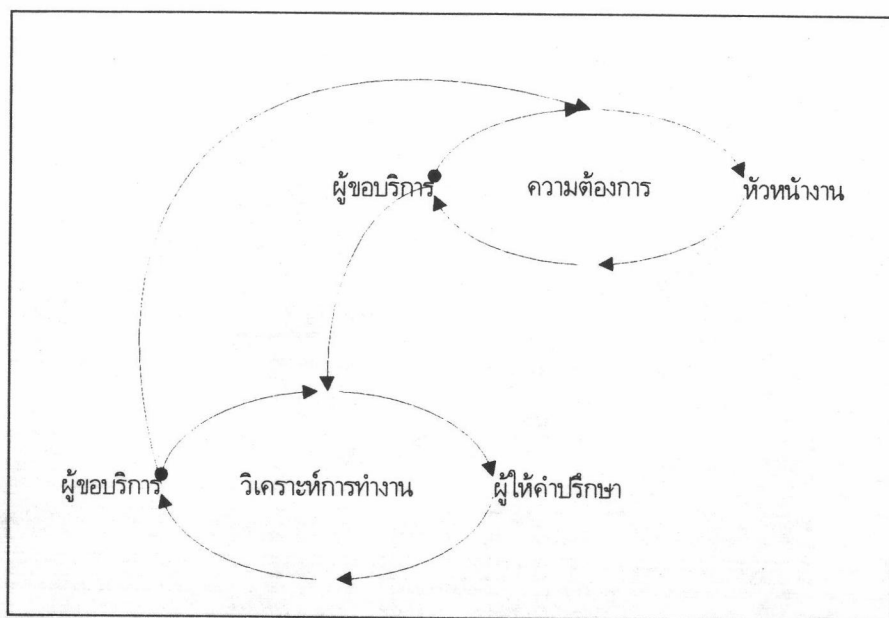 ผู้ขอบริการ ความต้องการ หัวหน้างาน
ผู้ขอบริการ วิเคราะห์การทำงาน ผู้ให้คำปรึกษา